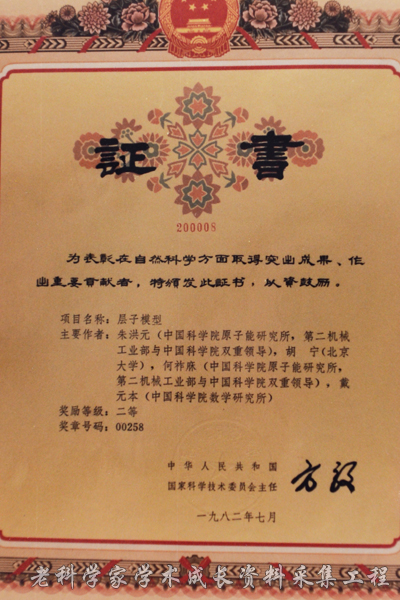 証書
200008
为表彰在自然科学方面取得突出成果、作
出重要贡献者，特颁发此证书，以资鼓励。
项目名称：层子模型
主要作者：朱洪元（中国科学院原子能研究所，第二机械
工业部与中国科学院双重领导），胡 宁（北京
大学），何祚庥（中国科学院原子能研究所，
第二机械工业部与中国科学院双重领导），戴
元本（中国科学院数学研究所）
奖励等级：二等
奖章号码：00258
中华人民共和国
国家科学技术委员会主任 方毅
一九八二年七月
老科学家学术成长资料采集工程